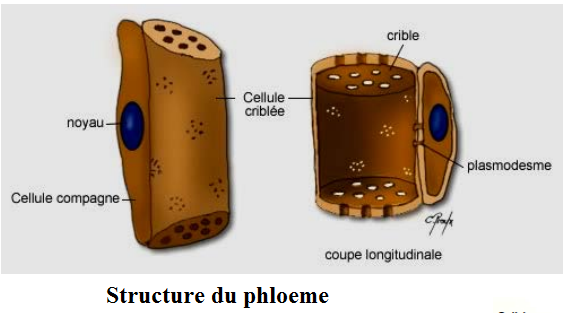 crible
Cellule
criblée
noyau
plasmodesme
Cellule compagne
coupe longitudinale
Structure du phloeme